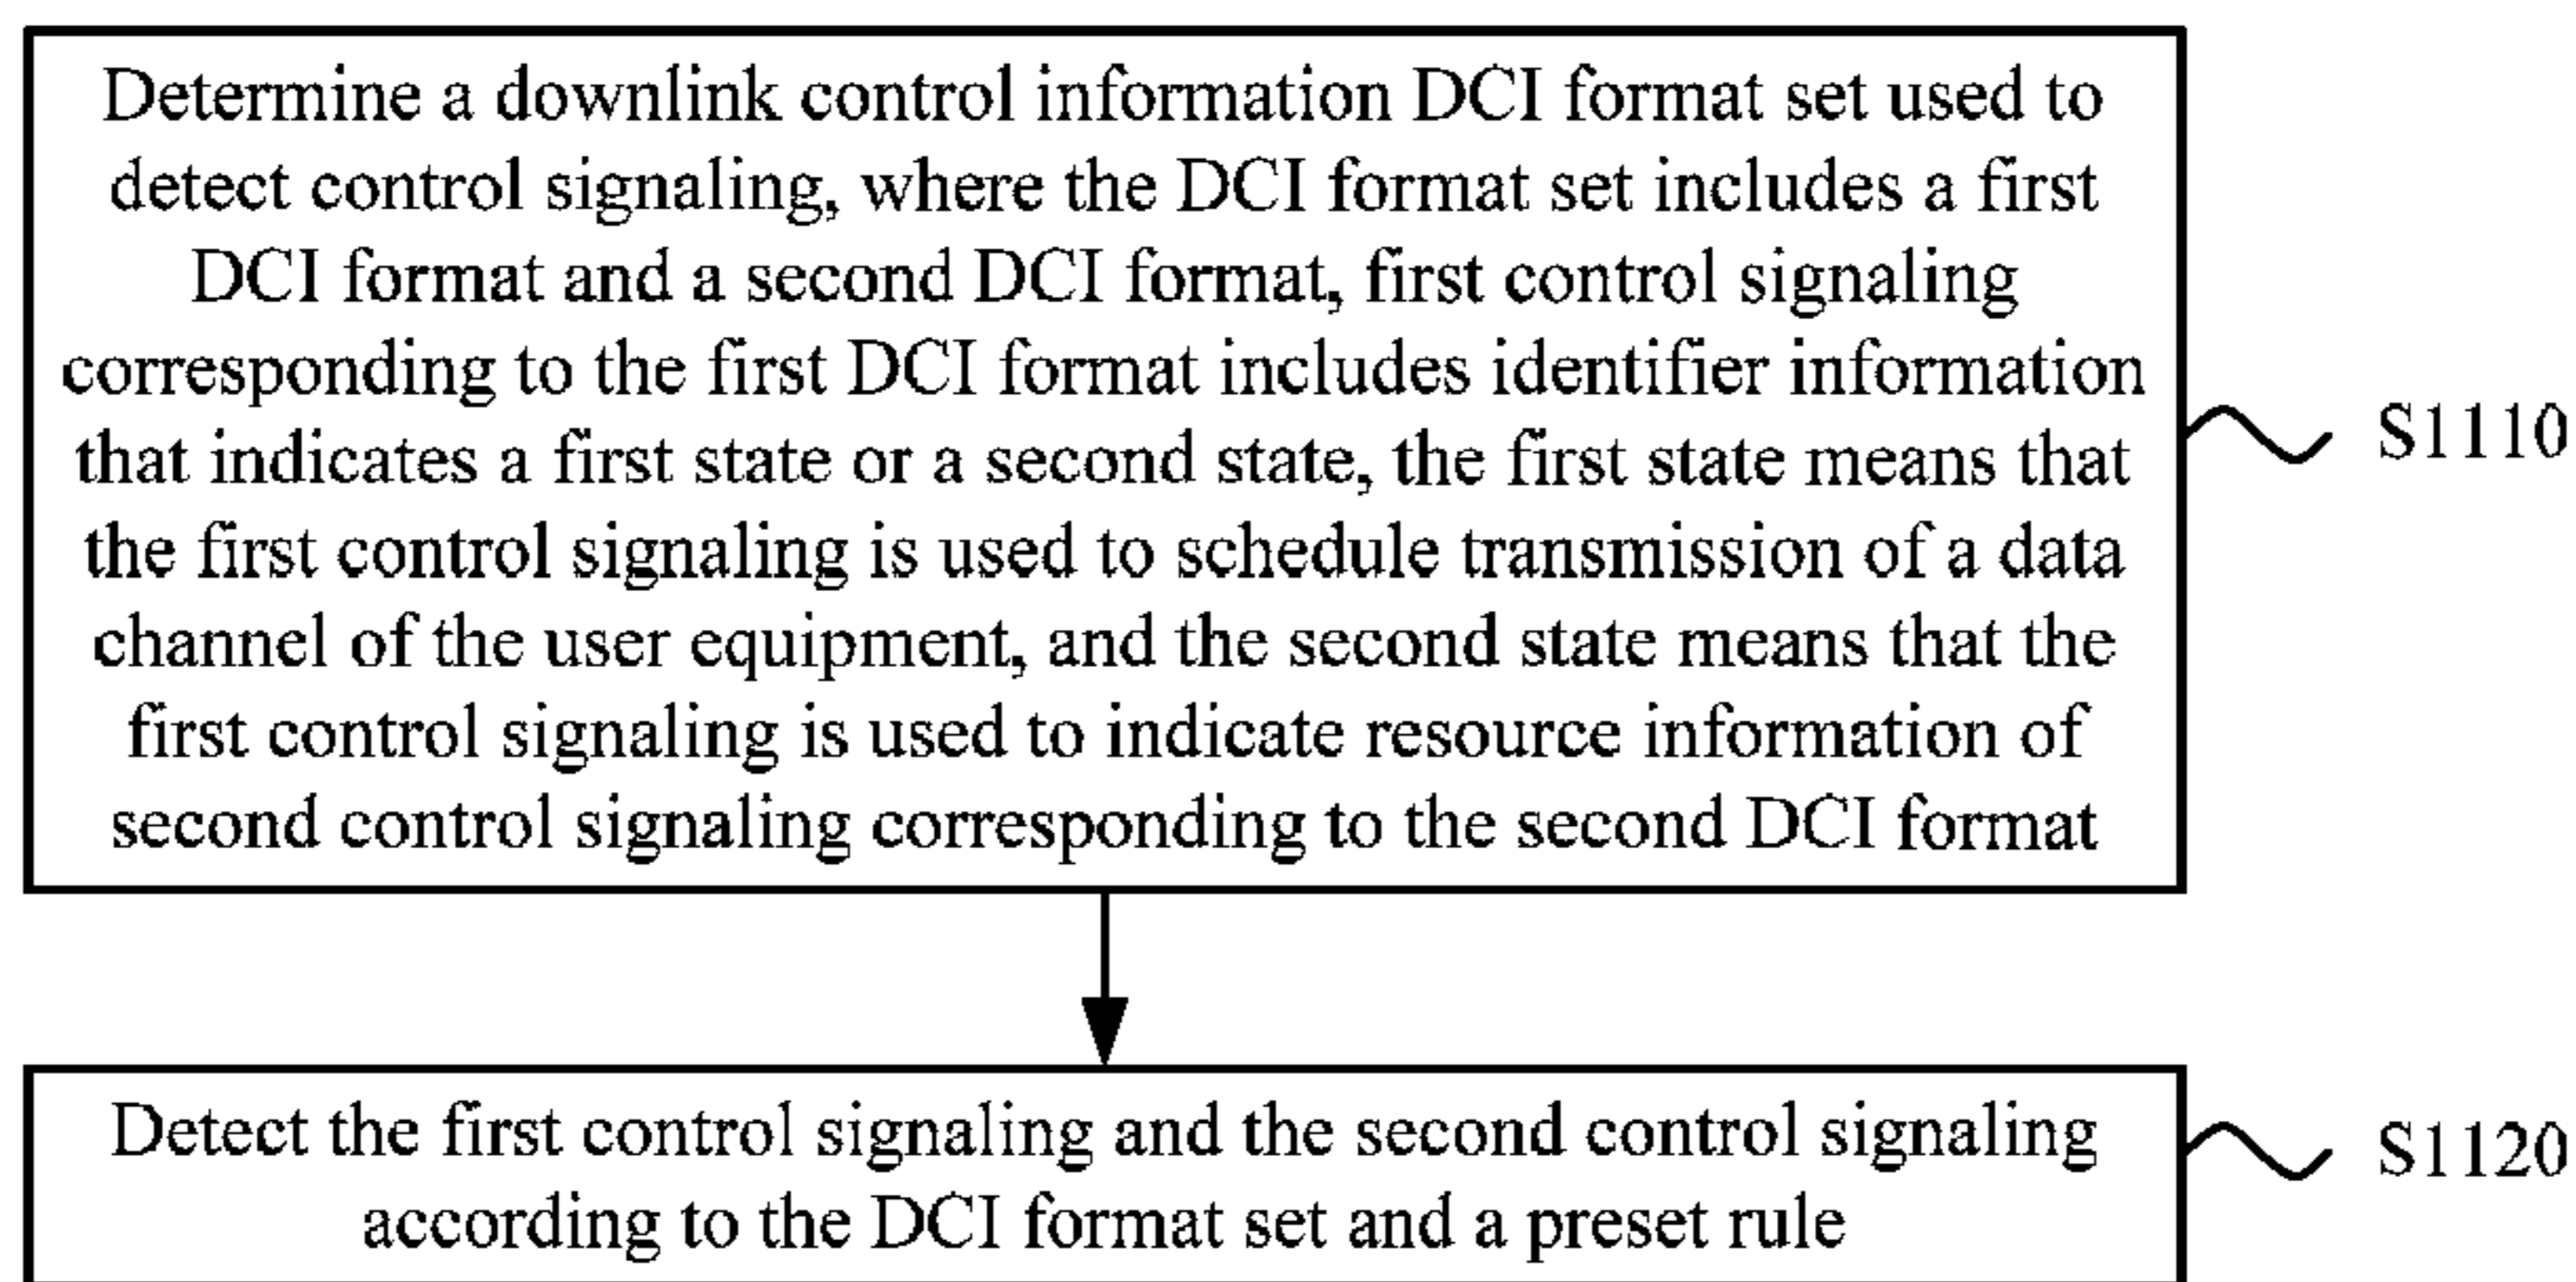 Determine a downlink control information DCI format set used to
detect control signaling, where the DCI format set includes a first
DCI format and a second DCI format, first control signaling
corresponding to the first DCI format includes identifier information
that indicates a first state or a second state, the first state means that
the first control signaling is used to schedule transmission of a data
channel of the user equipment, and the second state means that the
first control signaling is used to indicate resource information of
second control signaling corresponding to the second DCI format
S1110
Detect the first control signaling and the second control signaling
according to the DCI format set and a preset rule
S1120